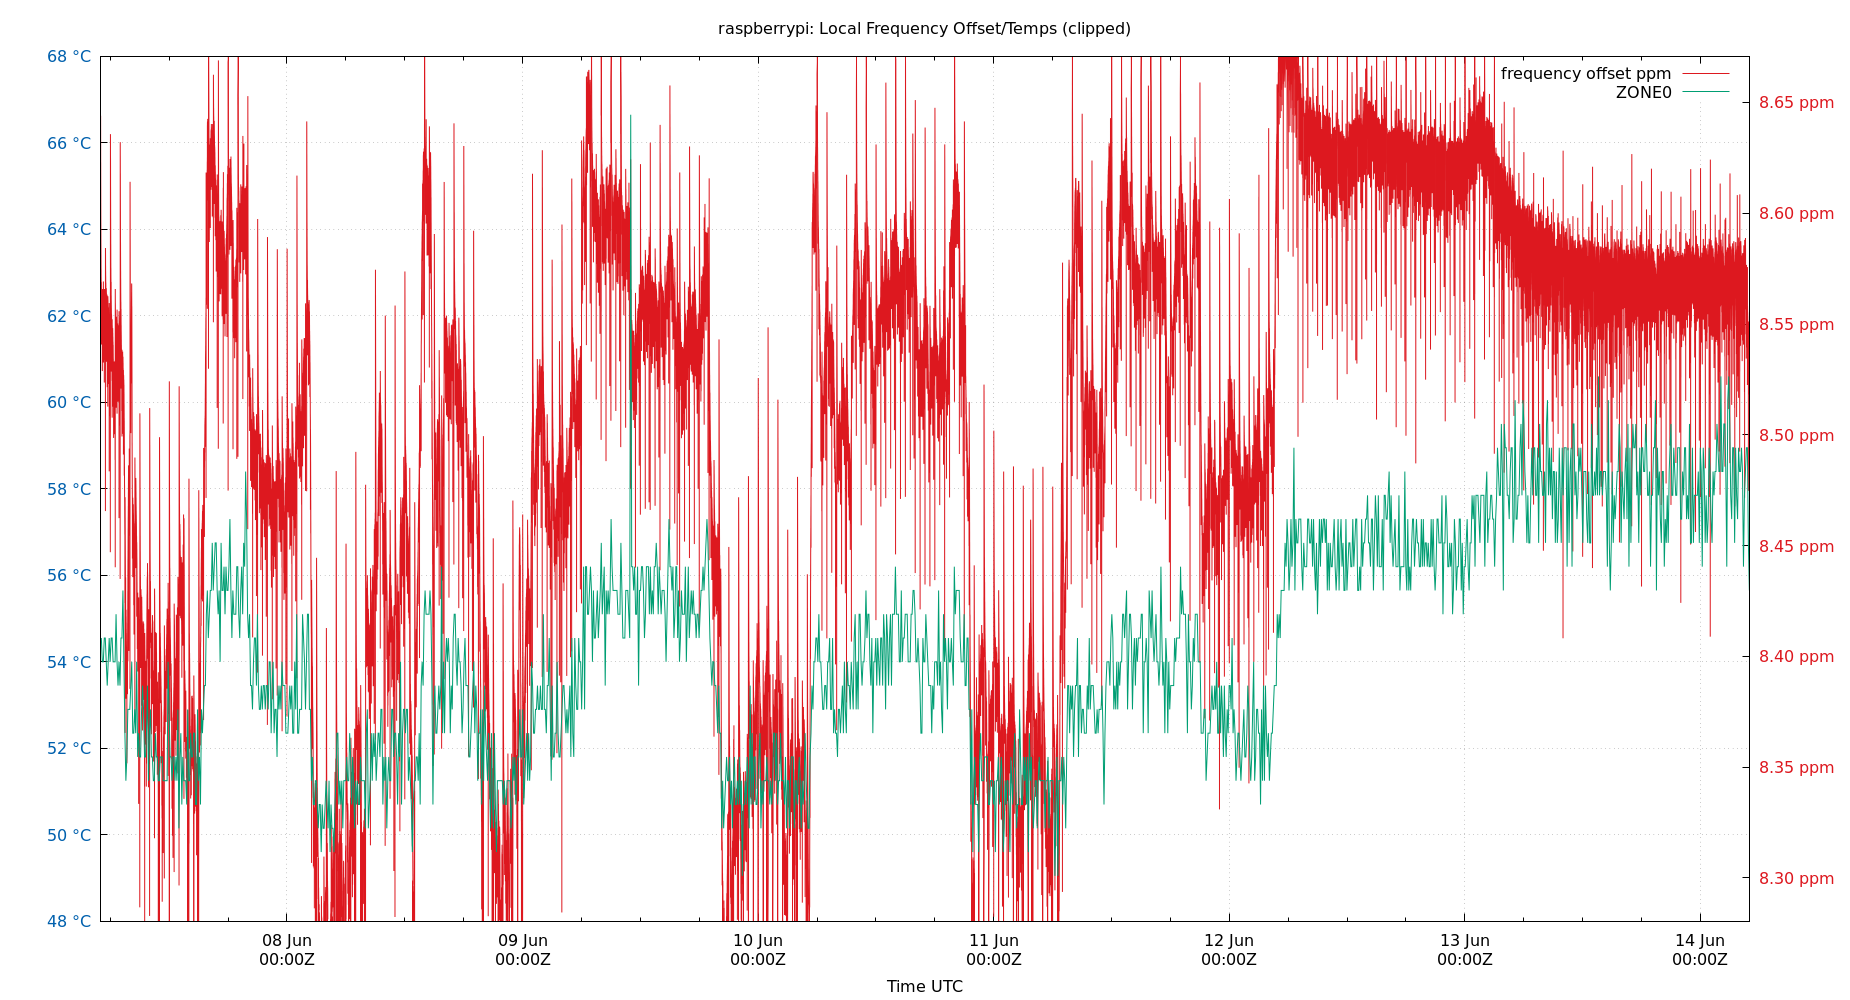 raspberrypi: Local Frequency Offset/Temps (clipped)
frequency offset ppm
ZONE0
68 °C
66 °C
64 °C
62 °C
60 °C
58 °C
56 °C
54 °C
52 °C
50 °C
48 °C
8.65 ppm
8.60 ppm
8.55 ppm
8.50 ppm
8.45 ppm
8.40 ppm
8.35 ppm
8.30 ppm
08 Jun
00:00Z
09 Jun
00:00Z
10 Jun
00:00Z
11 Jun
00:00Z
12 Jun
00:00Z
13 Jun
00:00Z
14 Jun
00:00Z
Time UTC